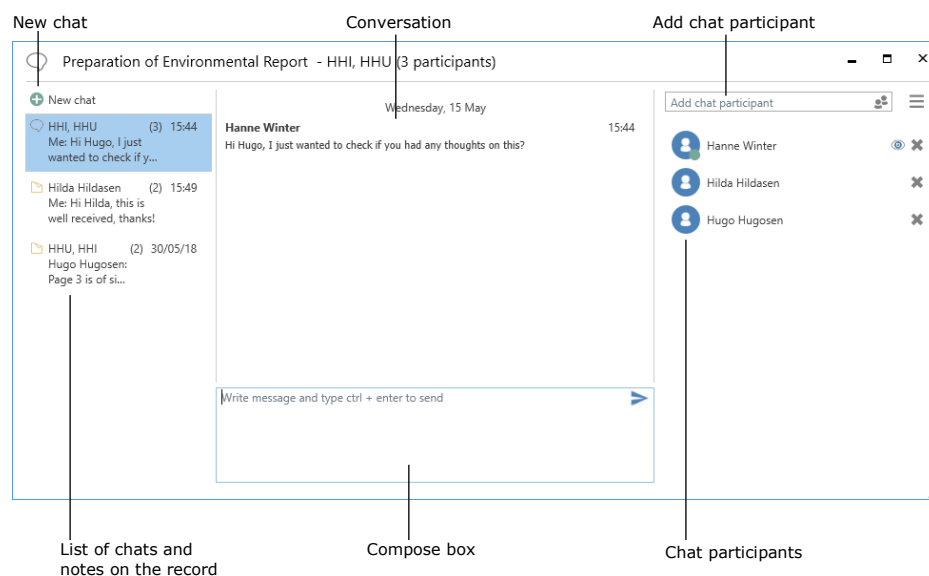 New chat
Conversation
Add chat participant
Preparation of Environmental Report - HHI, HHU (3 participants)
New chat
HHI, HHU (3) 15:44
Me: Hi Hugo, I just
wanted to check if y...
Hilda Hildasen (2) 15:49
Me: Hi Hilda, this is
well received, thanks!
HHU, HHI (2) 30/05/18
Hugo Hugosen:
Page 3 is of si...
Wednesday, 15 May
Hanne Winter 15:44
Hi Hugo, I just wanted to check if you had any thoughts on this?
Write message and type ctrl + enter to send
Add chat participant
Hanne Winter
Hilda Hildasen
Hugo Hugosen
List of chats and
notes on the record
Compose box
Chat participants